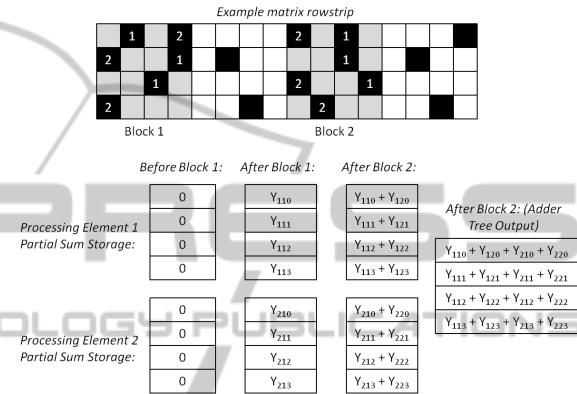 Example matrix rowstrip
1 2 2 1
2 1 1
1 2 1
2 2
Block 1 Block 2
Before Block 1: After Block 1: After Block 2:
After Block 2: (Adder
Tree Output)
Processing Element 1
Partial Sum Storage:
0 Y110 Y110 + Y120
0 Y111 Y111 + Y121
0 Y112 Y112 + Y122
0 Y113 Y113 + Y123
Y110 + Y120 + Y210 + Y220
Y111 + Y121 + Y211 + Y221
Y112 + Y122 + Y212 + Y222
Y113 + Y123 + Y213 + Y223
Processing Element 2
Partial Sum Storage:
0 Y210 Y210 + Y220
0 Y211 Y211 + Y221
0 Y212 Y212 + Y222
0 Y213 Y213 + Y223
PRESS
OLOGY PUBLICATIONS